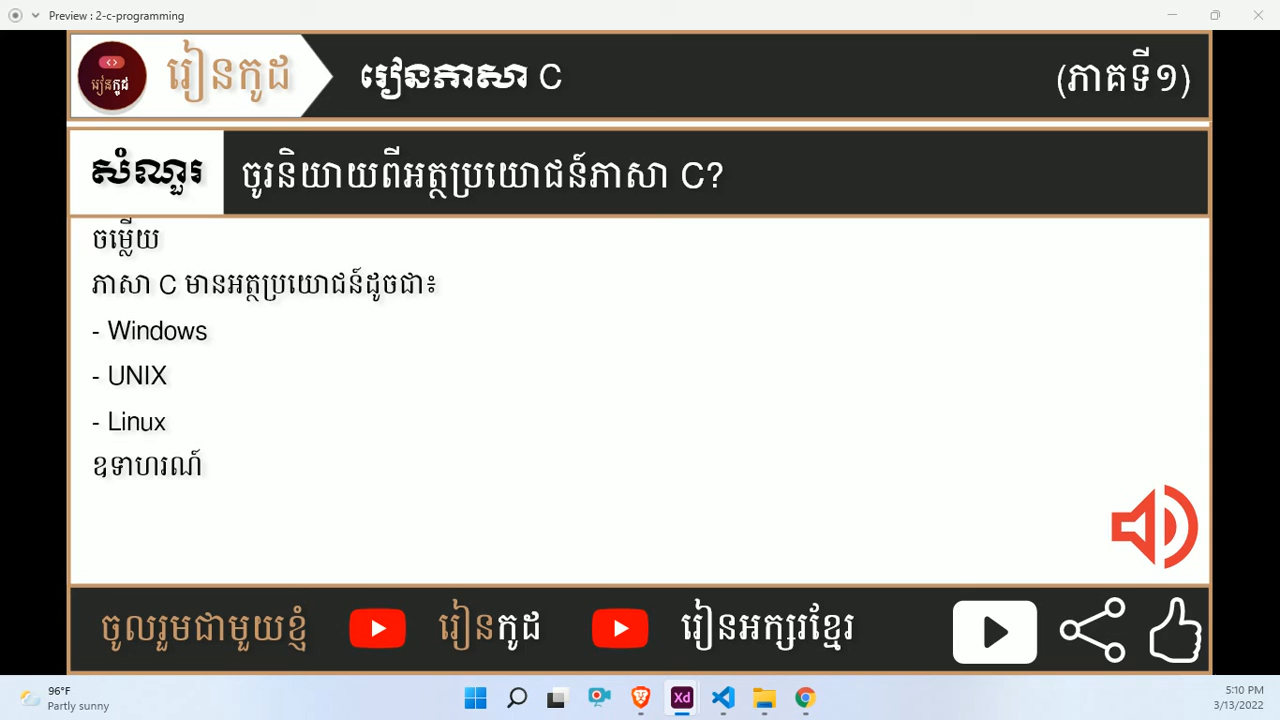 Preview : 2-c-programming
រៀនកូដ
រៀនកូដ
រៀនភាសា C
(ភាគទី១)
សំណួរ
ចូរនិយាយពីអត្ថប្រយោជន៍ភាសា C?
ចម្លើយ
ភាសា C មានអត្ថប្រយោជន៍ដូចជា៖
- Windows
- UNIX
- Linux
ឧទាហរណ៍
ចូលរួមជាមួយខ្ញុំ
រៀនកូដ
រៀនអក្សរខ្មែរ
96°F
Partly sunny
Xd
5:10 PM
3/13/2022